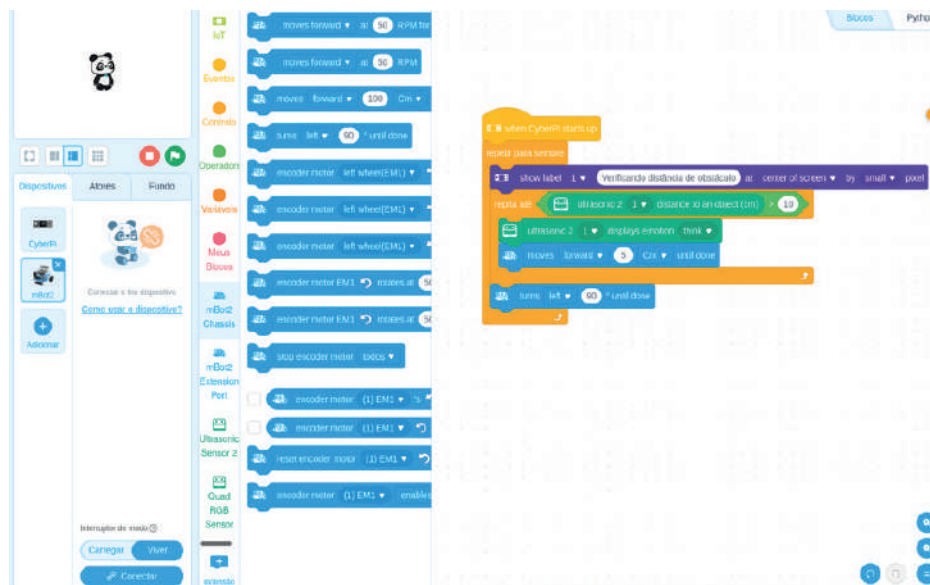 Blocos Pytho
IoT
Eventos
Controlo
Operadore
Variáveis
Meus
Blocos
mBot2
Chassis
mBot2
Extension
Port
Ultrasonic
Sensor 2
Quad
RGB
Sensor
extensão
Dispositivos Atores Fundo
CyberPi
mBot2
Adicionar
Conectar o teu dispositivo
Como usar o dispositivo?
Interruptor de modo
Carregar Viver
Conectar
moves forward at 50 RPM for
moves forward at 50 RPM
moves forward 100 Cm
turns left 90 ° until done
encoder motor left wheel(EM1)
encoder motor left wheel(EM1)
encoder motor left wheel(EM1)
encoder motor EM1 rotates at 50
encoder motor EM1 rotates at 50
stop encoder motor todos
encoder motor (1) EM1 's
encoder motor (1) EM1
reset encoder motor (1) EM1
encoder motor (1) EM1 enables
when CyberPi starts up
repetir para sempre
show label 1 Verificando distância de obstáculo at center of screen by small pixel
repita até ultrasonic 2 1 distance to an object (cm) > 10
ultrasonic 2 1 displays emotion think
moves forward 5 Cm until done
turns left 90 ° until done